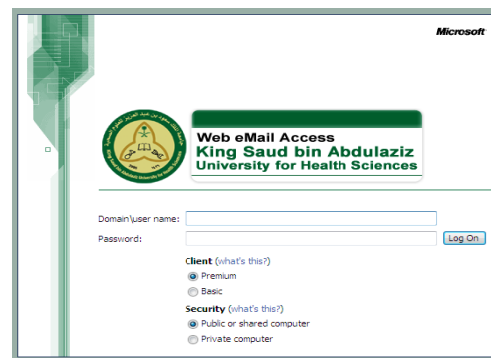 Microsoft
Web eMail Access
King Saud bin Abdulaziz
University for Health Sciences
Domain\user name:
Password:
Log On
Client (what's this?)
Premium
Basic
Security (what's this?)
Public or shared computer
Private computer